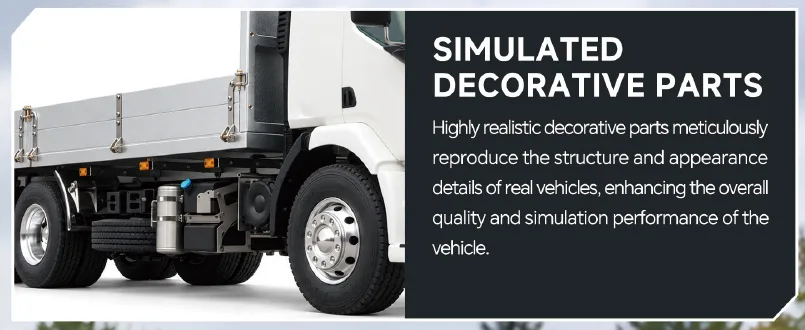 SIMULATED
DECORATIVE PARTS
Highly realistic decorative parts meticulously
reproduce the structure and appearance
details of real vehicles, enhancing the overall
quality and simulation performance of the
vehicle.